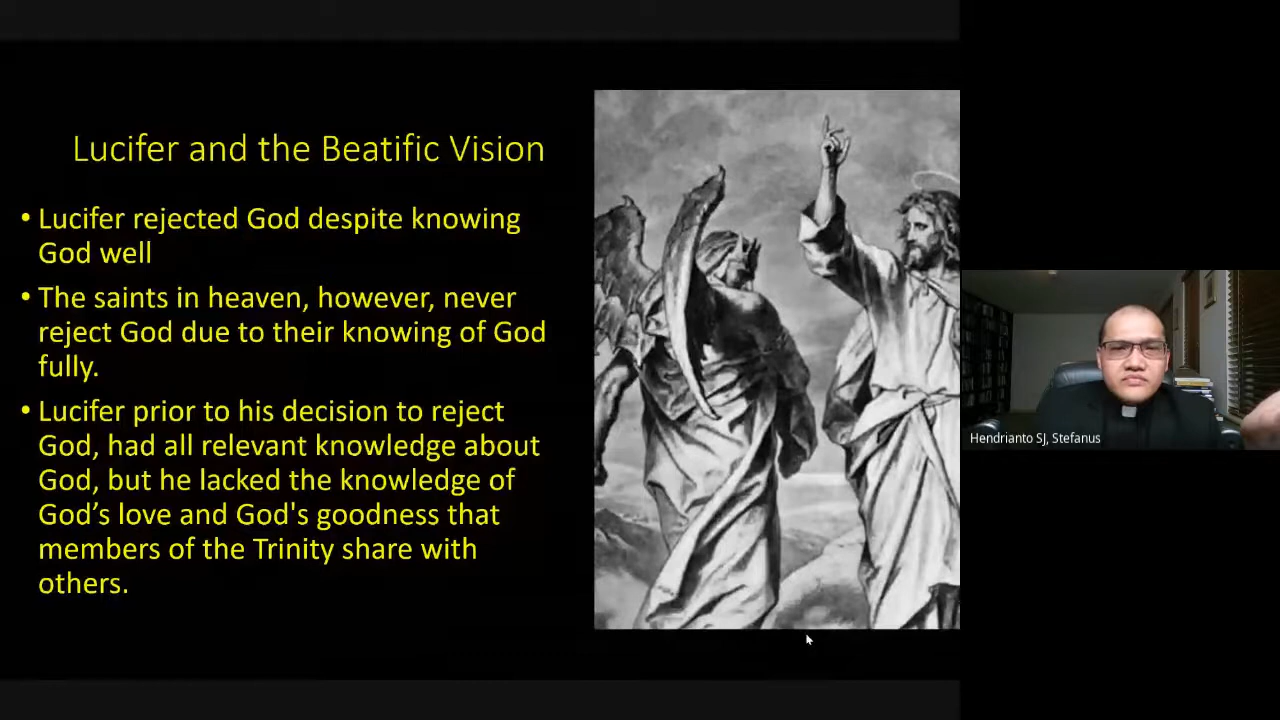 Lucifer and the Beatific Vision
• Lucifer rejected God despite knowing
God well
• The saints in heaven, however, never
reject God due to their knowing of God
fully.
• Lucifer prior to his decision to reject
God, had all relevant knowledge about
God, but he lacked the knowledge of
God’s love and God's goodness that
members of the Trinity share with
others.
Hendrianto SJ, Stefanus